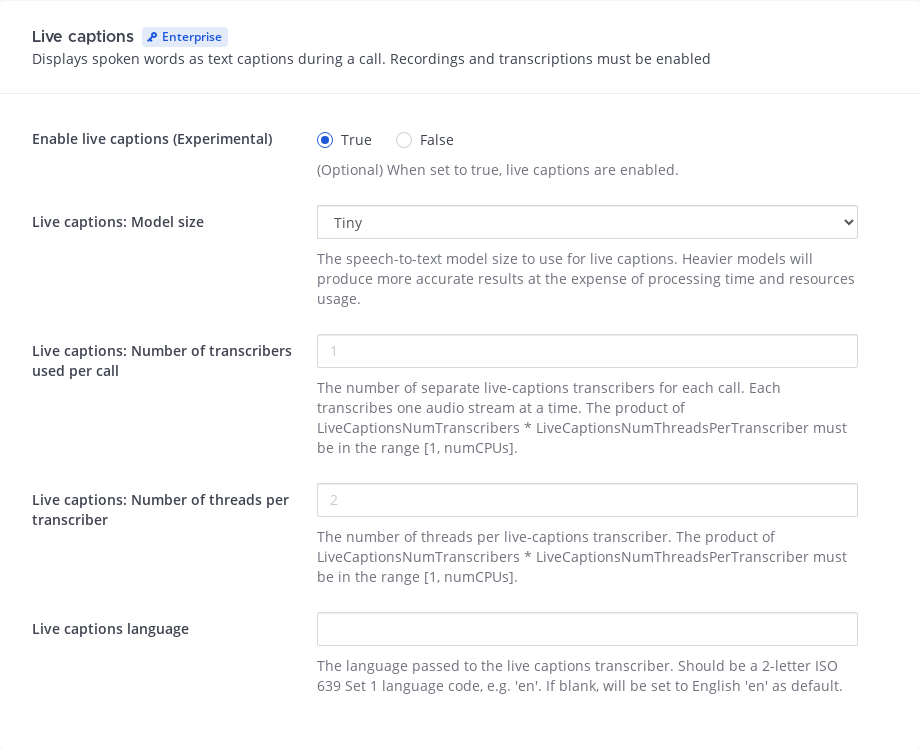 Live captions Enterprise
Displays spoken words as text captions during a call. Recordings and transcriptions must be enabled
Enable live captions (Experimental)
True False
(Optional) When set to true, live captions are enabled.
Live captions: Model size
Tiny
The speech-to-text model size to use for live captions. Heavier models will
produce more accurate results at the expense of processing time and resources
usage.
Live captions: Number of transcribers
used per call
1
The number of separate live-captions transcribers for each call. Each
transcribes one audio stream at a time. The product of
LiveCaptionsNumTranscribers * LiveCaptionsNumThreadsPerTranscriber must
be in the range [1, numCPUs].
Live captions: Number of threads per
transcriber
2
The number of threads per live-captions transcriber. The product of
LiveCaptionsNumTranscribers * LiveCaptionsNumThreadsPerTranscriber must
be in the range [1, numCPUs].
Live captions language
The language passed to the live captions transcriber. Should be a 2-letter ISO
639 Set 1 language code, e.g. 'en'. If blank, will be set to English 'en' as default.